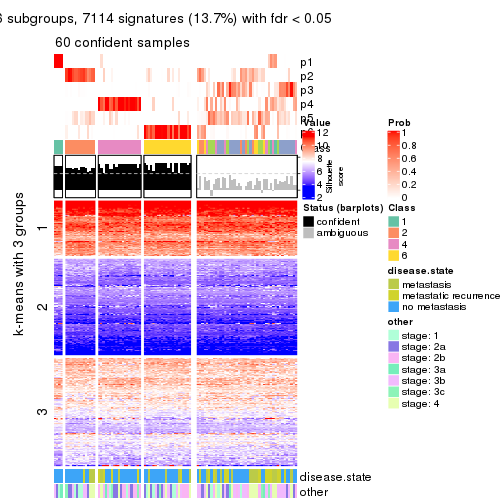 6 subgroups, 7114 signatures (13.7%) with fdr < 0.05
60 confident samples
p1
p2
p3
p4
p5
p6
Class
Silhouette
score
k-means with 3 groups
1
2
3
disease.state
other
Value
12
10
8
6
4
2
Status (barplots)
confident
ambiguous
Prob
1
0.8
0.6
0.4
0.2
0
Class
1
2
4
6
disease.state
metastasis
metastatic recurrence
no metastasis
other
stage: 1
stage: 2a
stage: 2b
stage: 3a
stage: 3b
stage: 3c
stage: 4